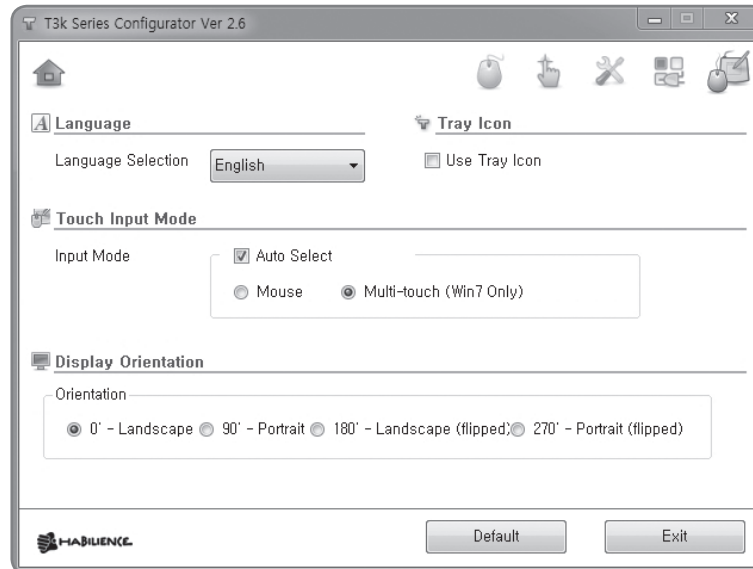 T3k Series Configurator Ver 2.6
A Language
Tray Icon
Language Selection
English
Use Tray Icon
Touch Input Mode
Input Mode
Auto Select
Mouse
Multi-touch (Win7 Only)
Display Orientation
Orientation
0' - Landscape
90' - Portrait
180' - Landscape (flipped)
270' - Portrait (flipped)
HABILIENCE
Default
Exit